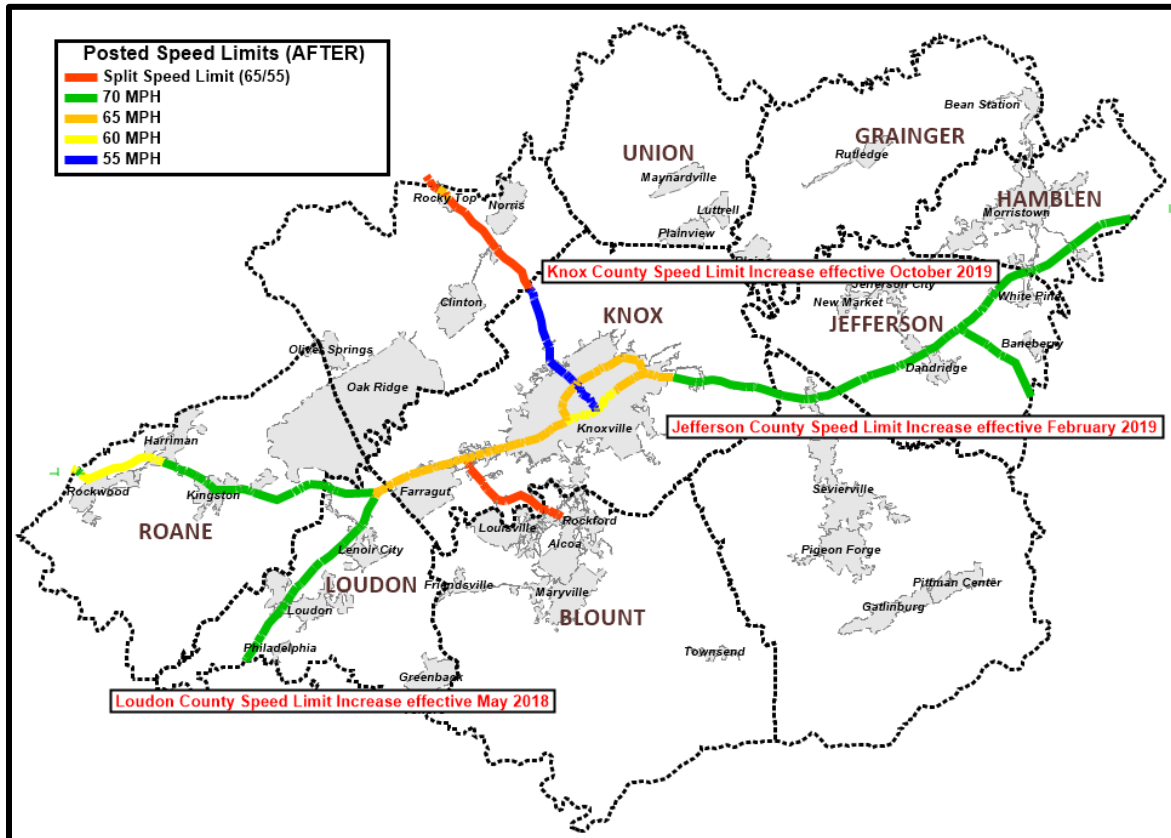 Posted Speed Limits (AFTER)
Split Speed Limit (65/55)
70 MPH
65 MPH
60 MPH
55 MPH
Bean Station
GRAINGER
Rutledge
UNION
Maynardville
HAMBLEN
Morristown
Rocky Top
Norris
Luttrell
Plainview
Knox County Speed Limit Increase effective October 2019
Jefferson City
White Pine
Clinton
New Market
KNOX
JEFFERSON
Baneberry
Oliver Springs
Dandridge
Oak Ridge
Knoxville
Jefferson County Speed Limit Increase effective February 2019
Harriman
Rockwood
Kingston
Farragut
Sevierville
ROANE
Louisville
Rockford
Alcoa
Lenoir City
Pigeon Forge
LOUDON
Friendsville
Maryville
Pittman Center
Loudon
BLOUNT
Gatlinburg
Philadelphia
Townsend
Greenback
Loudon County Speed Limit Increase effective May 2018